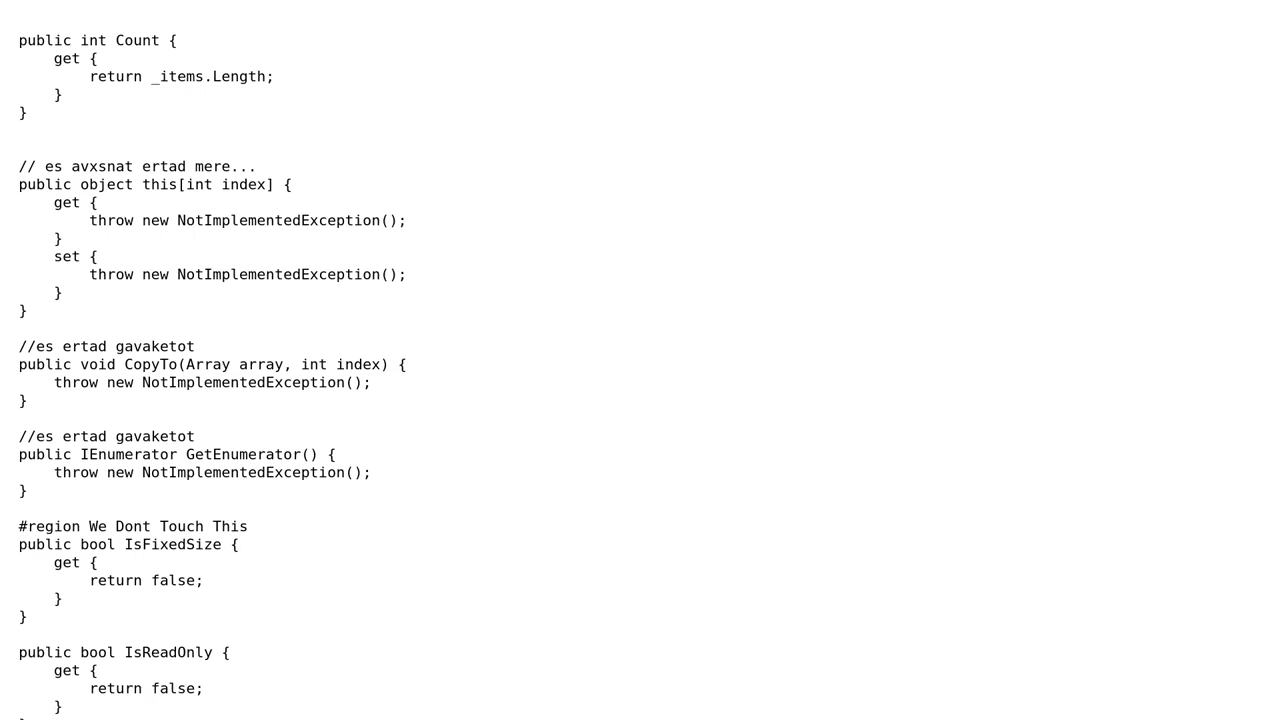 public int Count {
    get {
        return _items.Length;
    }
}
// es avxsnat ertad mere...
public object this[int index] {
    get {
        throw new NotImplementedException();
    }
    set {
        throw new NotImplementedException();
    }
}
//es ertad gavaketot
public void CopyTo(Array array, int index) {
    throw new NotImplementedException();
}
//es ertad gavaketot
public IEnumerator GetEnumerator() {
    throw new NotImplementedException();
}
#region We Dont Touch This
public bool IsFixedSize {
    get {
        return false;
    }
}
public bool IsReadOnly {
    get {
        return false;
    }